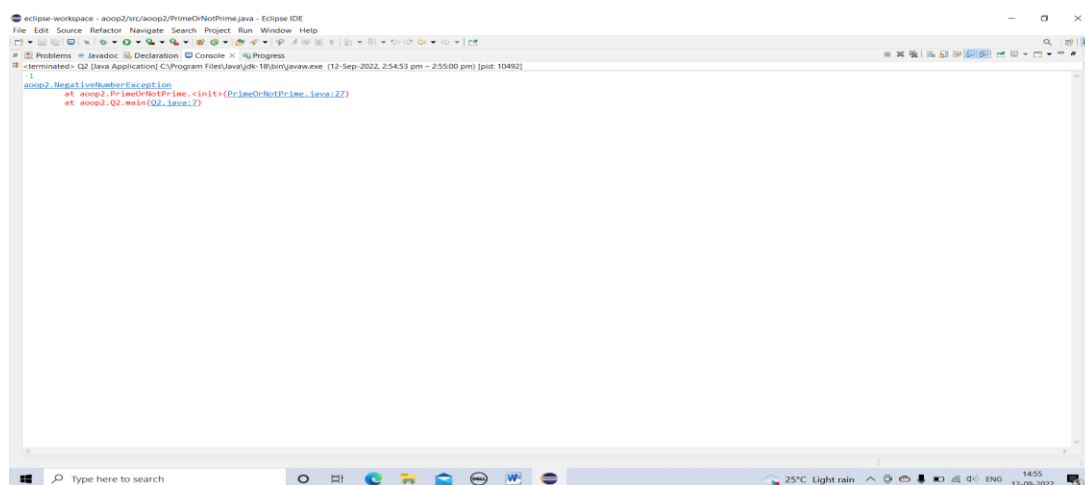 eclipse-workspace - aoop2/src/aoop2/PrimeOrNotPrime.java - Eclipse IDE
File Edit Source Refactor Navigate Search Project Run Window Help
Problems Javadoc Declaration Console Progress
<terminated> Q2 [Java Application] C:\Program Files\Java\jdk-18\bin\javaw.exe (12-Sep-2022, 2:54:53 pm – 2:55:00 pm) [pid: 10492]
-1
aoop2.NegativeNumberException
at aoop2.PrimeOrNotPrime.<init>(PrimeOrNotPrime.java:27)
at aoop2.Q2.main(Q2.java:7)
Type here to search
DELL
W
25°C Light rain
ENG
14:55
12-09-2022